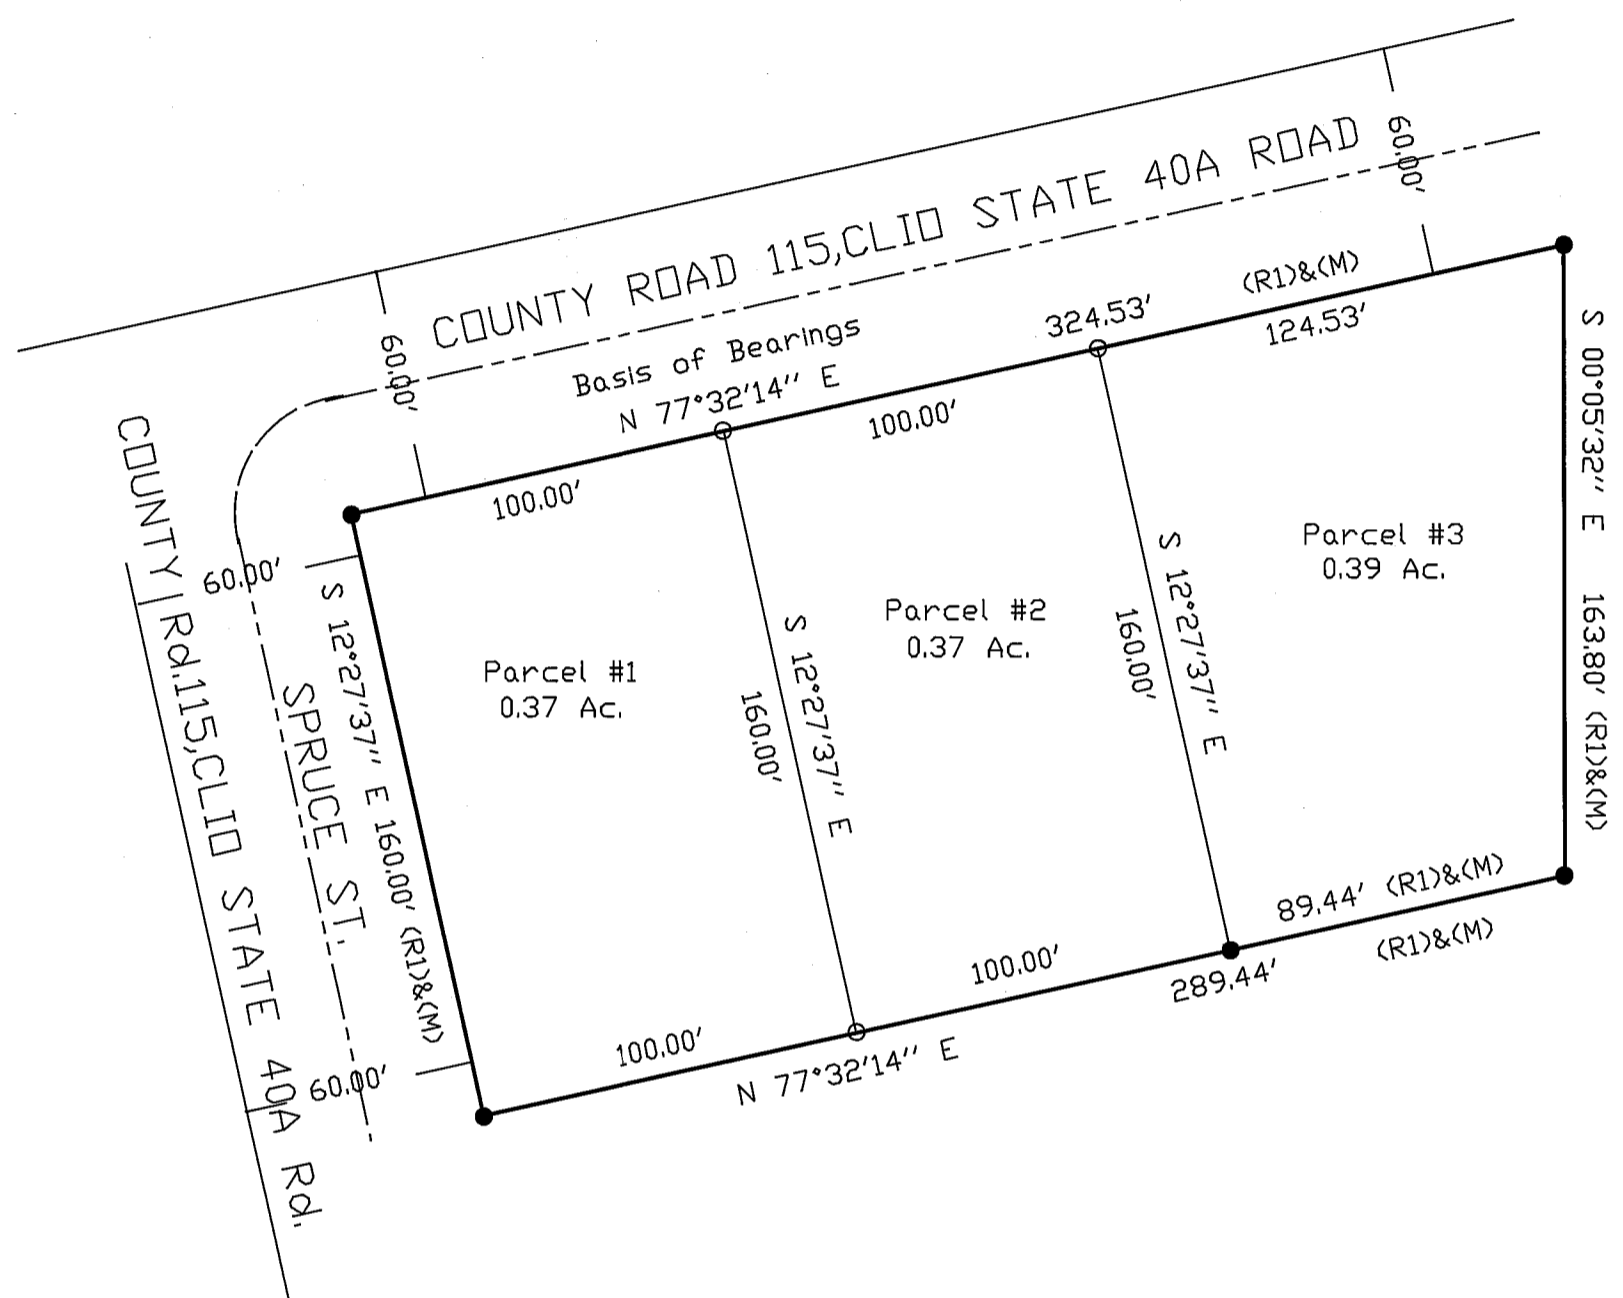 COUNTY ROAD 115,CLIO STATE 40A ROAD
60.00'
60.00'
(R1)&(M)
324.53'
124.53'
Basis of Bearings
N 77°32'14'' E
100.00'
100.00'
S 00°05'32'' E 163.80' (R1)&(M)
COUNTY Rd.115,CLIO STATE 40A Rd.
60.00'
SPRUCE ST.
60.00'
S 12°27'37'' E 160.00' (R1)&(M)
Parcel #1
0.37 Ac.
S 12°27'37'' E
160.00'
Parcel #2
0.37 Ac.
S 12°27'37'' E
160.00'
Parcel #3
0.39 Ac.
89.44' (R1)&(M)
(R1)&(M)
100.00'
289.44'
100.00'
N 77°32'14'' E